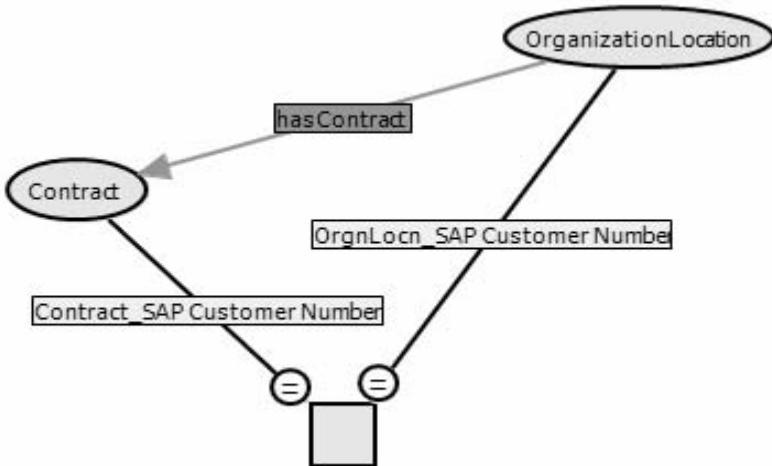 OrganizationLocation
hasContract
Contract
OrgnLocn_SAP Customer Number
Contract_SAP Customer Number
=
=